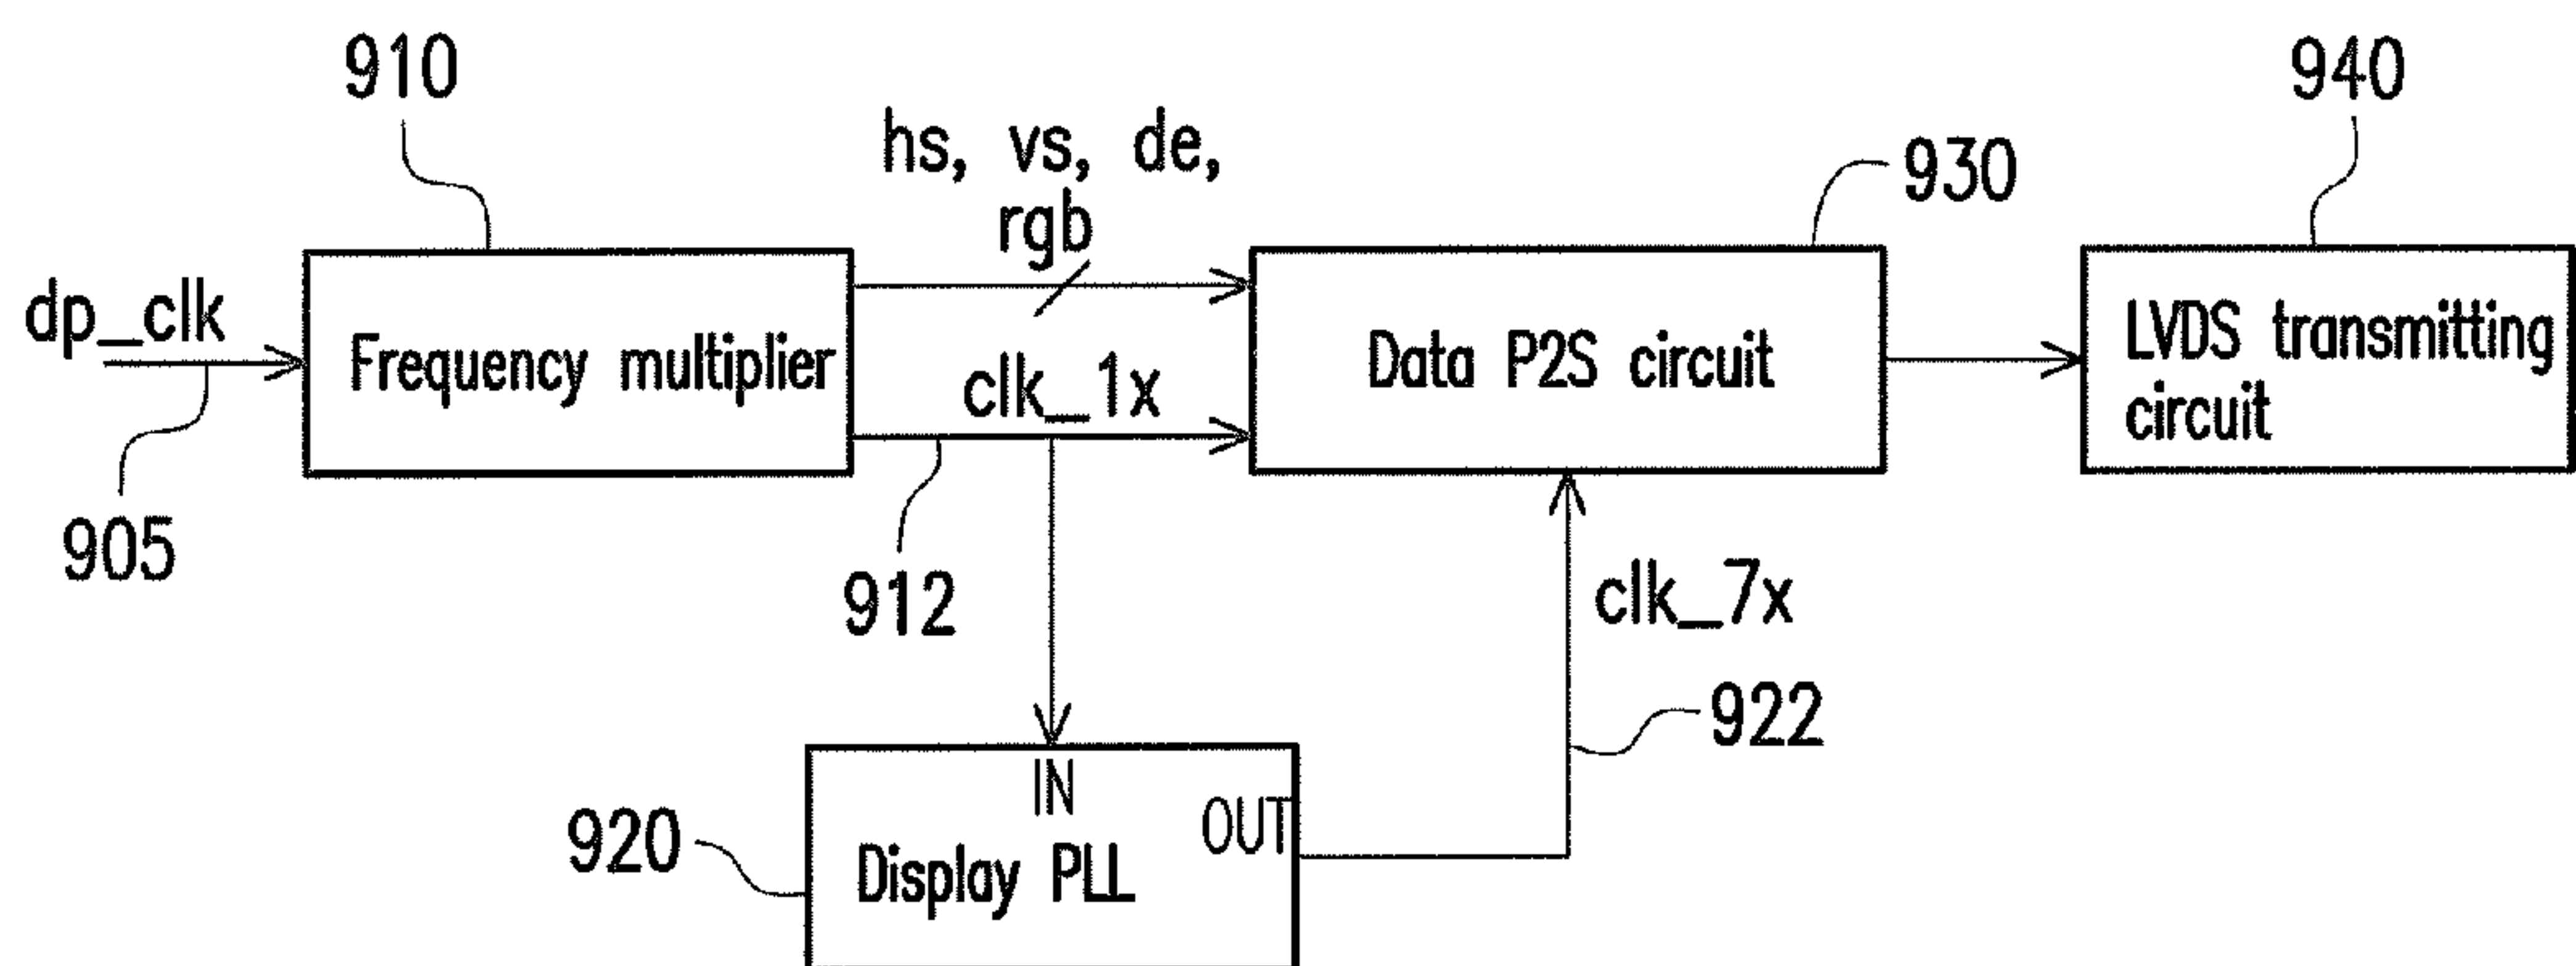 910
940
hs, vs, de,
rgb
930
dp_clk
Frequency multiplier
clk_1x
Data P2S circuit
LVDS transmitting
circuit
905
912
clk_7x
922
IN
OUT
920
Display PLL